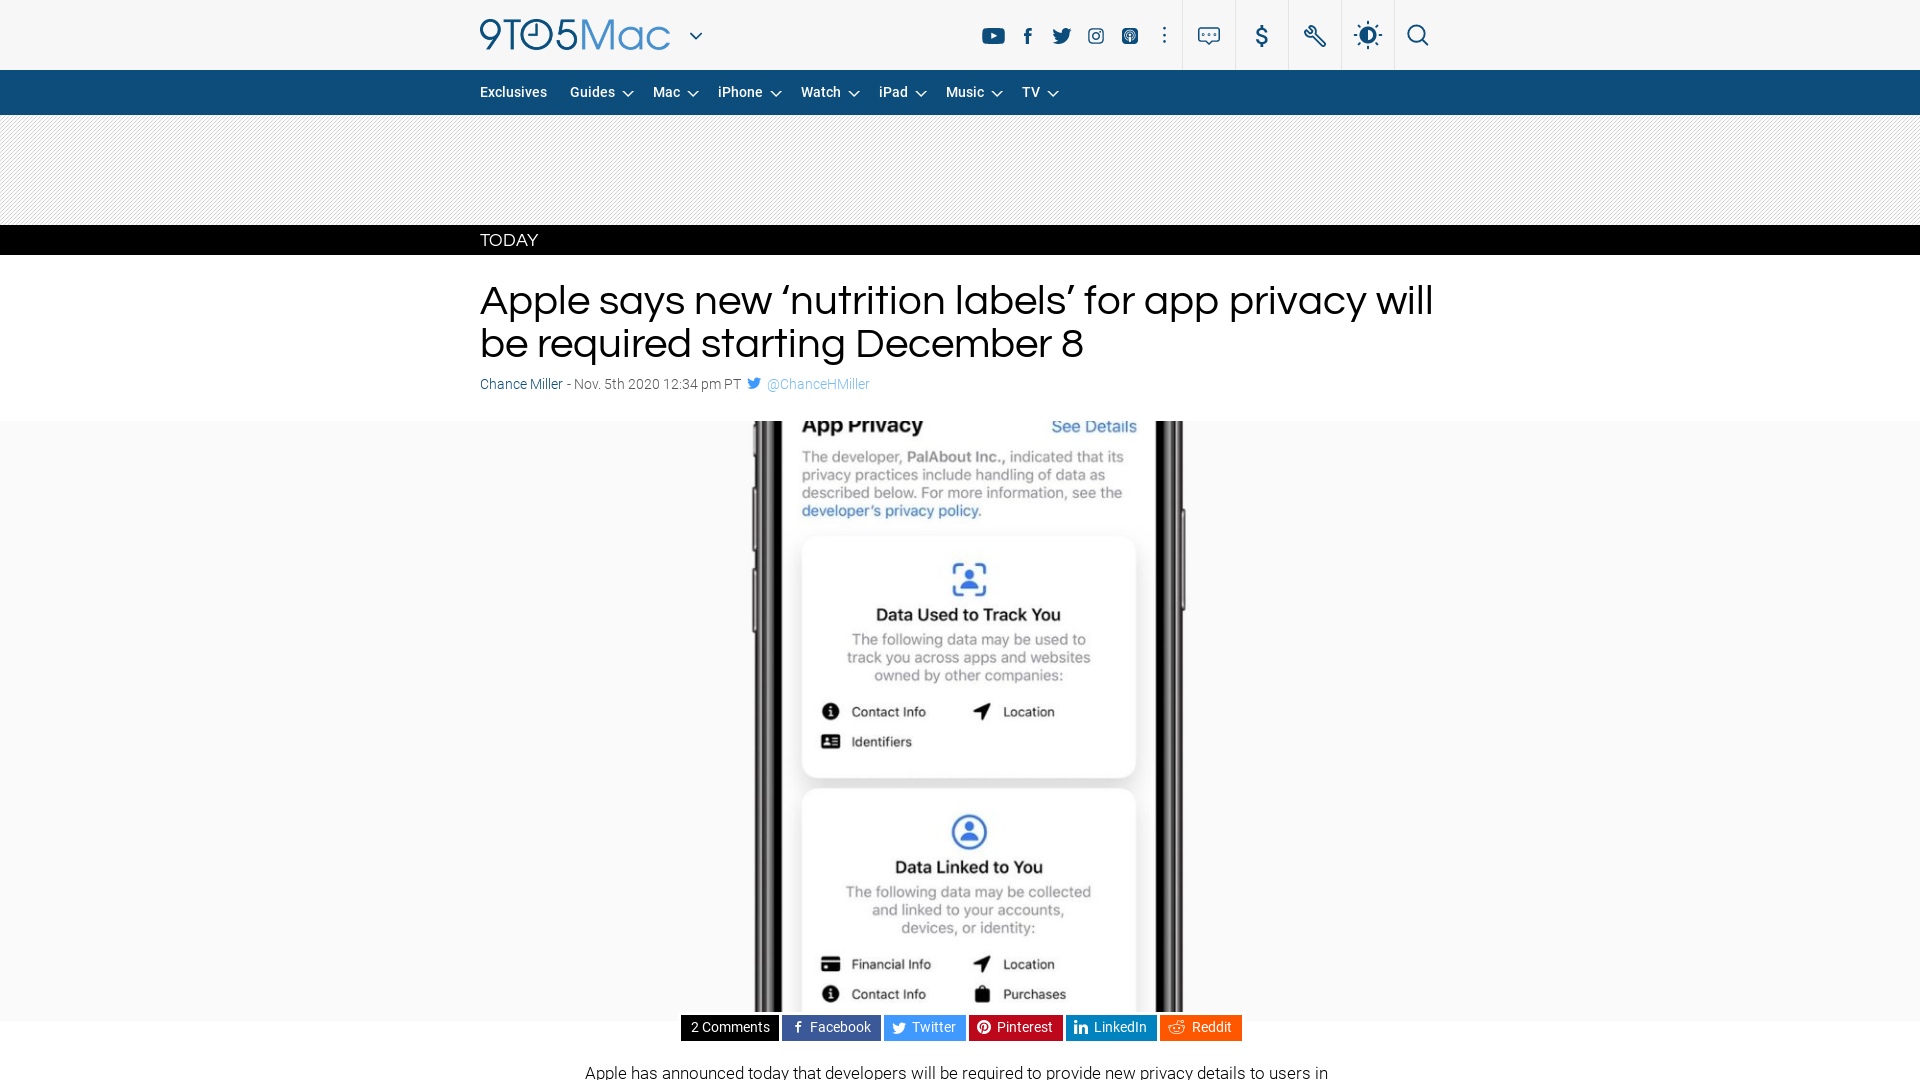 9TO5Mac
Exclusives Guides Mac iPhone Watch iPad Music TV
TODAY
Apple says new ‘nutrition labels’ for app privacy will
be required starting December 8
Chance Miller - Nov. 5th 2020 12:34 pm PT @ChanceHMiller
App Privacy See Details
The developer, PalAbout Inc., indicated that its
privacy practices include handling of data as
described below. For more information, see the
developer’s privacy policy.
Data Used to Track You
The following data may be used to
track you across apps and websites
owned by other companies:
Contact Info Location
Identifiers
Data Linked to You
The following data may be collected
and linked to your accounts,
devices, or identity:
Financial Info Location
Contact Info Purchases
2 Comments Facebook Twitter Pinterest LinkedIn Reddit
Apple has announced today that developers will be required to provide new privacy details to users in